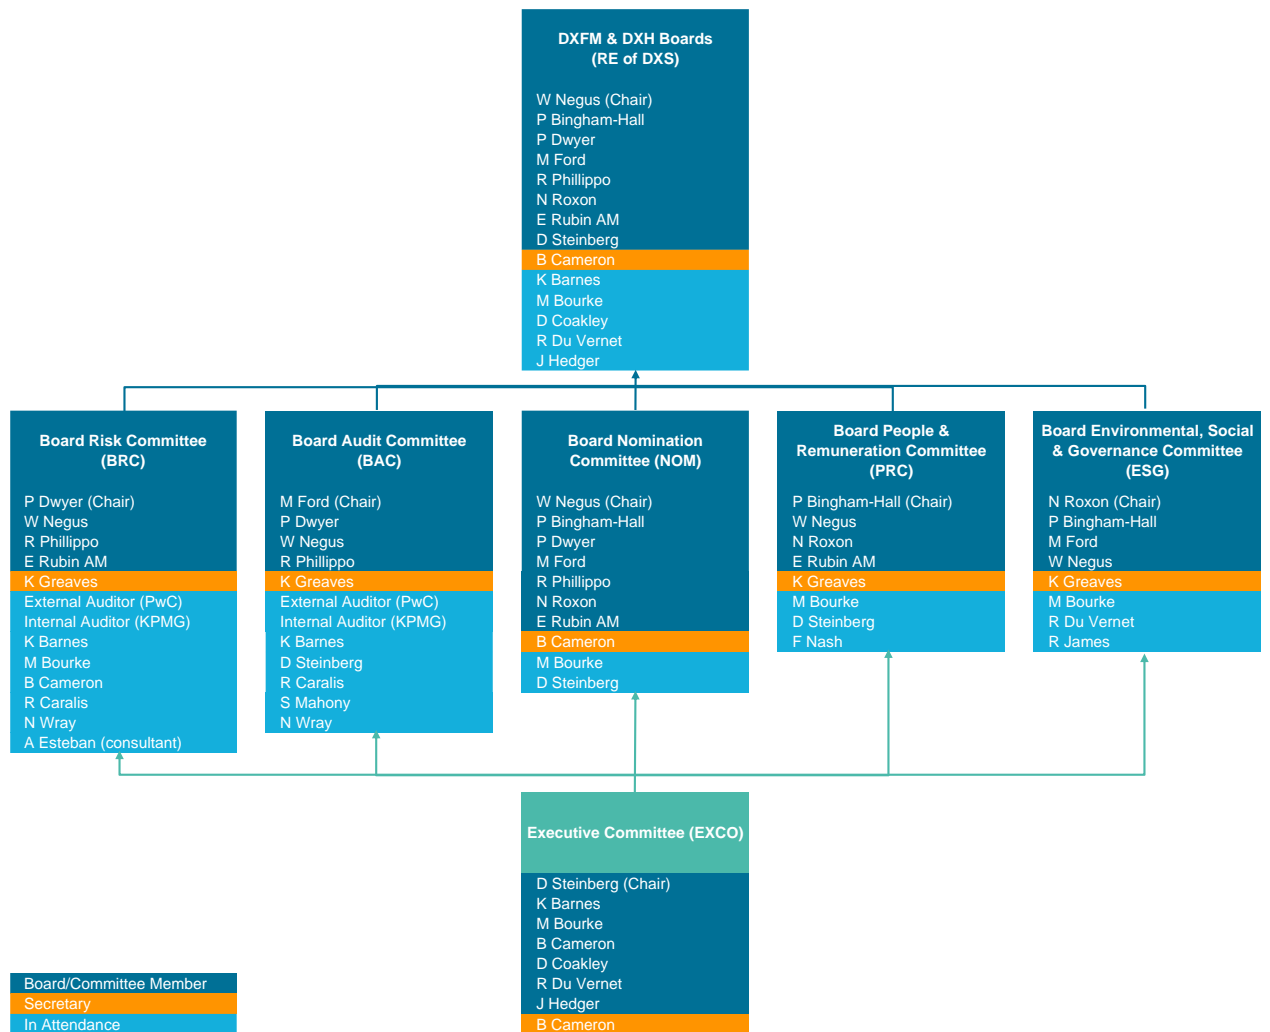 DXFM & DXH Boards
(RE of DXS)
W Negus (Chair)
P Bingham-Hall
P Dwyer
M Ford
R Phillippo
N Roxon
E Rubin AM
D Steinberg
B Cameron
K Barnes
M Bourke
D Coakley
R Du Vernet
J Hedger
Board Risk Committee
(BRC)
P Dwyer (Chair)
W Negus
R Phillippo
E Rubin AM
K Greaves
External Auditor (PwC)
Internal Auditor (KPMG)
K Barnes
M Bourke
B Cameron
R Caralis
N Wray
A Esteban (consultant)
Board Audit Committee
(BAC)
M Ford (Chair)
P Dwyer
W Negus
R Phillippo
K Greaves
External Auditor (PwC)
Internal Auditor (KPMG)
K Barnes
D Steinberg
R Caralis
S Mahony
N Wray
Board Nomination
Committee (NOM)
W Negus (Chair)
P Bingham-Hall
P Dwyer
M Ford
R Phillippo
N Roxon
E Rubin AM
B Cameron
M Bourke
D Steinberg
Board People &
Remuneration Committee
(PRC)
P Bingham-Hall (Chair)
W Negus
N Roxon
E Rubin AM
K Greaves
M Bourke
D Steinberg
F Nash
Board Environmental, Social
& Governance Committee
(ESG)
N Roxon (Chair)
P Bingham-Hall
M Ford
W Negus
K Greaves
M Bourke
R Du Vernet
R James
Executive Committee (EXCO)
D Steinberg (Chair)
K Barnes
M Bourke
B Cameron
D Coakley
R Du Vernet
J Hedger
B Cameron
Board/Committee Member
Secretary
In Attendance